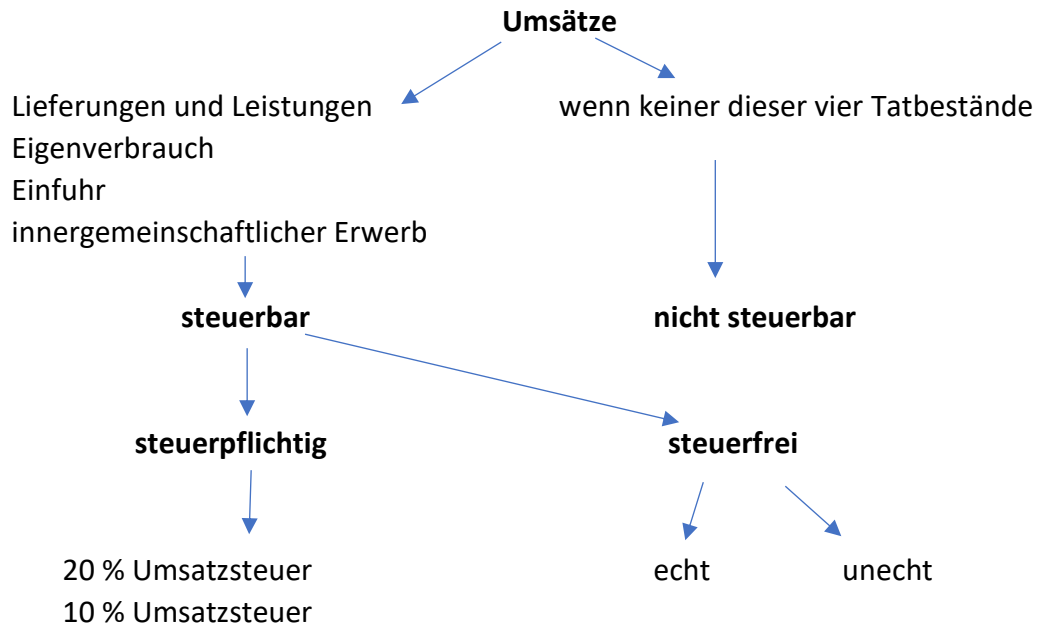 Umsätze
Lieferungen und Leistungen
wenn keiner dieser vier Tatbestände
Eigenverbrauch
Einfuhr
innergemeinschaftlicher Erwerb
steuerbar
nicht steuerbar
steuerpflichtig
steuerfrei
20 % Umsatzsteuer
echt
unecht
10 % Umsatzsteuer